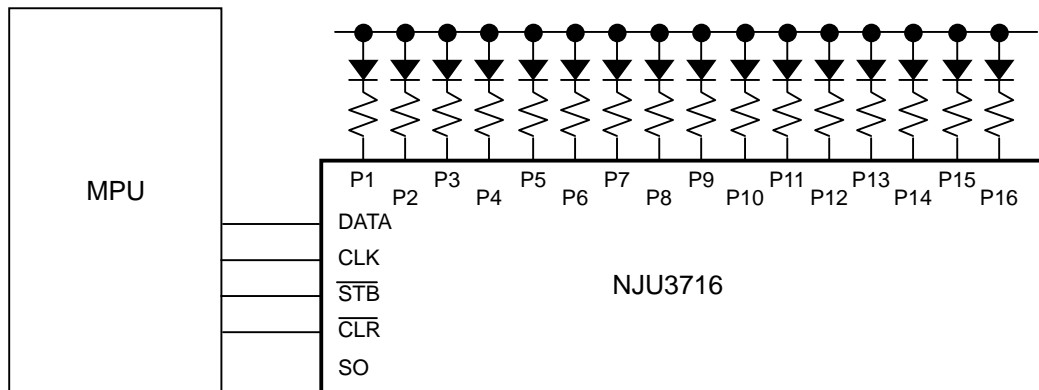 MPU
P1 P2 P3 P4 P5 P6 P7 P8 P9 P10 P11 P12 P13 P14 P15 P16
DATA
CLK
STB
CLR
SO
NJU3716